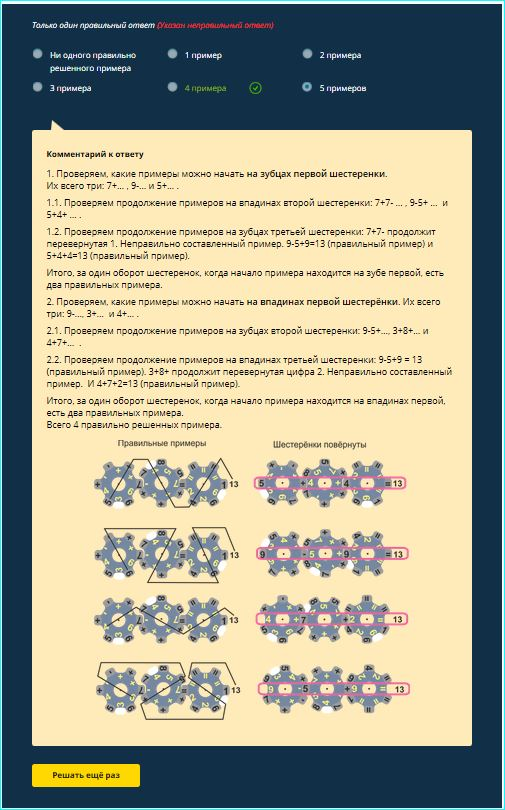 Только один правильный ответ (Указан неправильный ответ)
Ни одного правильно решенного примера
1 пример
2 примера
3 примера
4 примера
5 примеров
Комментарий к ответу
1. Проверяем, какие примеры можно начать на зубцах первой шестеренки.
Их всего три: 7+... , 9-... и 5+... .
1.1. Проверяем продолжение примеров на впадинах второй шестеренки: 7+7- ... , 9-5+ ... и
5+4+ ... .
1.2. Проверяем продолжение примеров на зубцах третьей шестеренки: 7+7- продолжит
перевернутая 1. Неправильно составленный пример. 9-5+9=13 (правильный пример) и
5+4+4=13 (правильный пример).
Итого, за один оборот шестеренок, когда начало примера находится на зубе первой, есть
два правильных примера.
2. Проверяем, какие примеры можно начать на впадинах первой шестерёнки. Их всего
три: 9-..., 3+... и 4+... .
2.1. Проверяем продолжение примеров на зубцах второй шестеренки: 9-5+..., 3+8+... и
4+7+... .
2.2. Проверяем продолжение примеров на впадинах третьей шестеренки: 9-5+9 = 13
(правильный пример). 3+8+ продолжит перевернутая цифра 2. Неправильно составленный
пример. И 4+7+2=13 (правильный пример).
Итого, за один оборот шестеренок, когда начало примера находится на впадинах первой,
есть два правильных примера.
Всего 4 правильно решенных примера.
Правильные примеры
Шестерёнки повёрнуты
13
5 + 4 + 4 = 13
13
9 - 5 + 9 = 13
13
4 + 7 + 2 = 13
13
9 - 5 + 9 = 13
Решать ещё раз